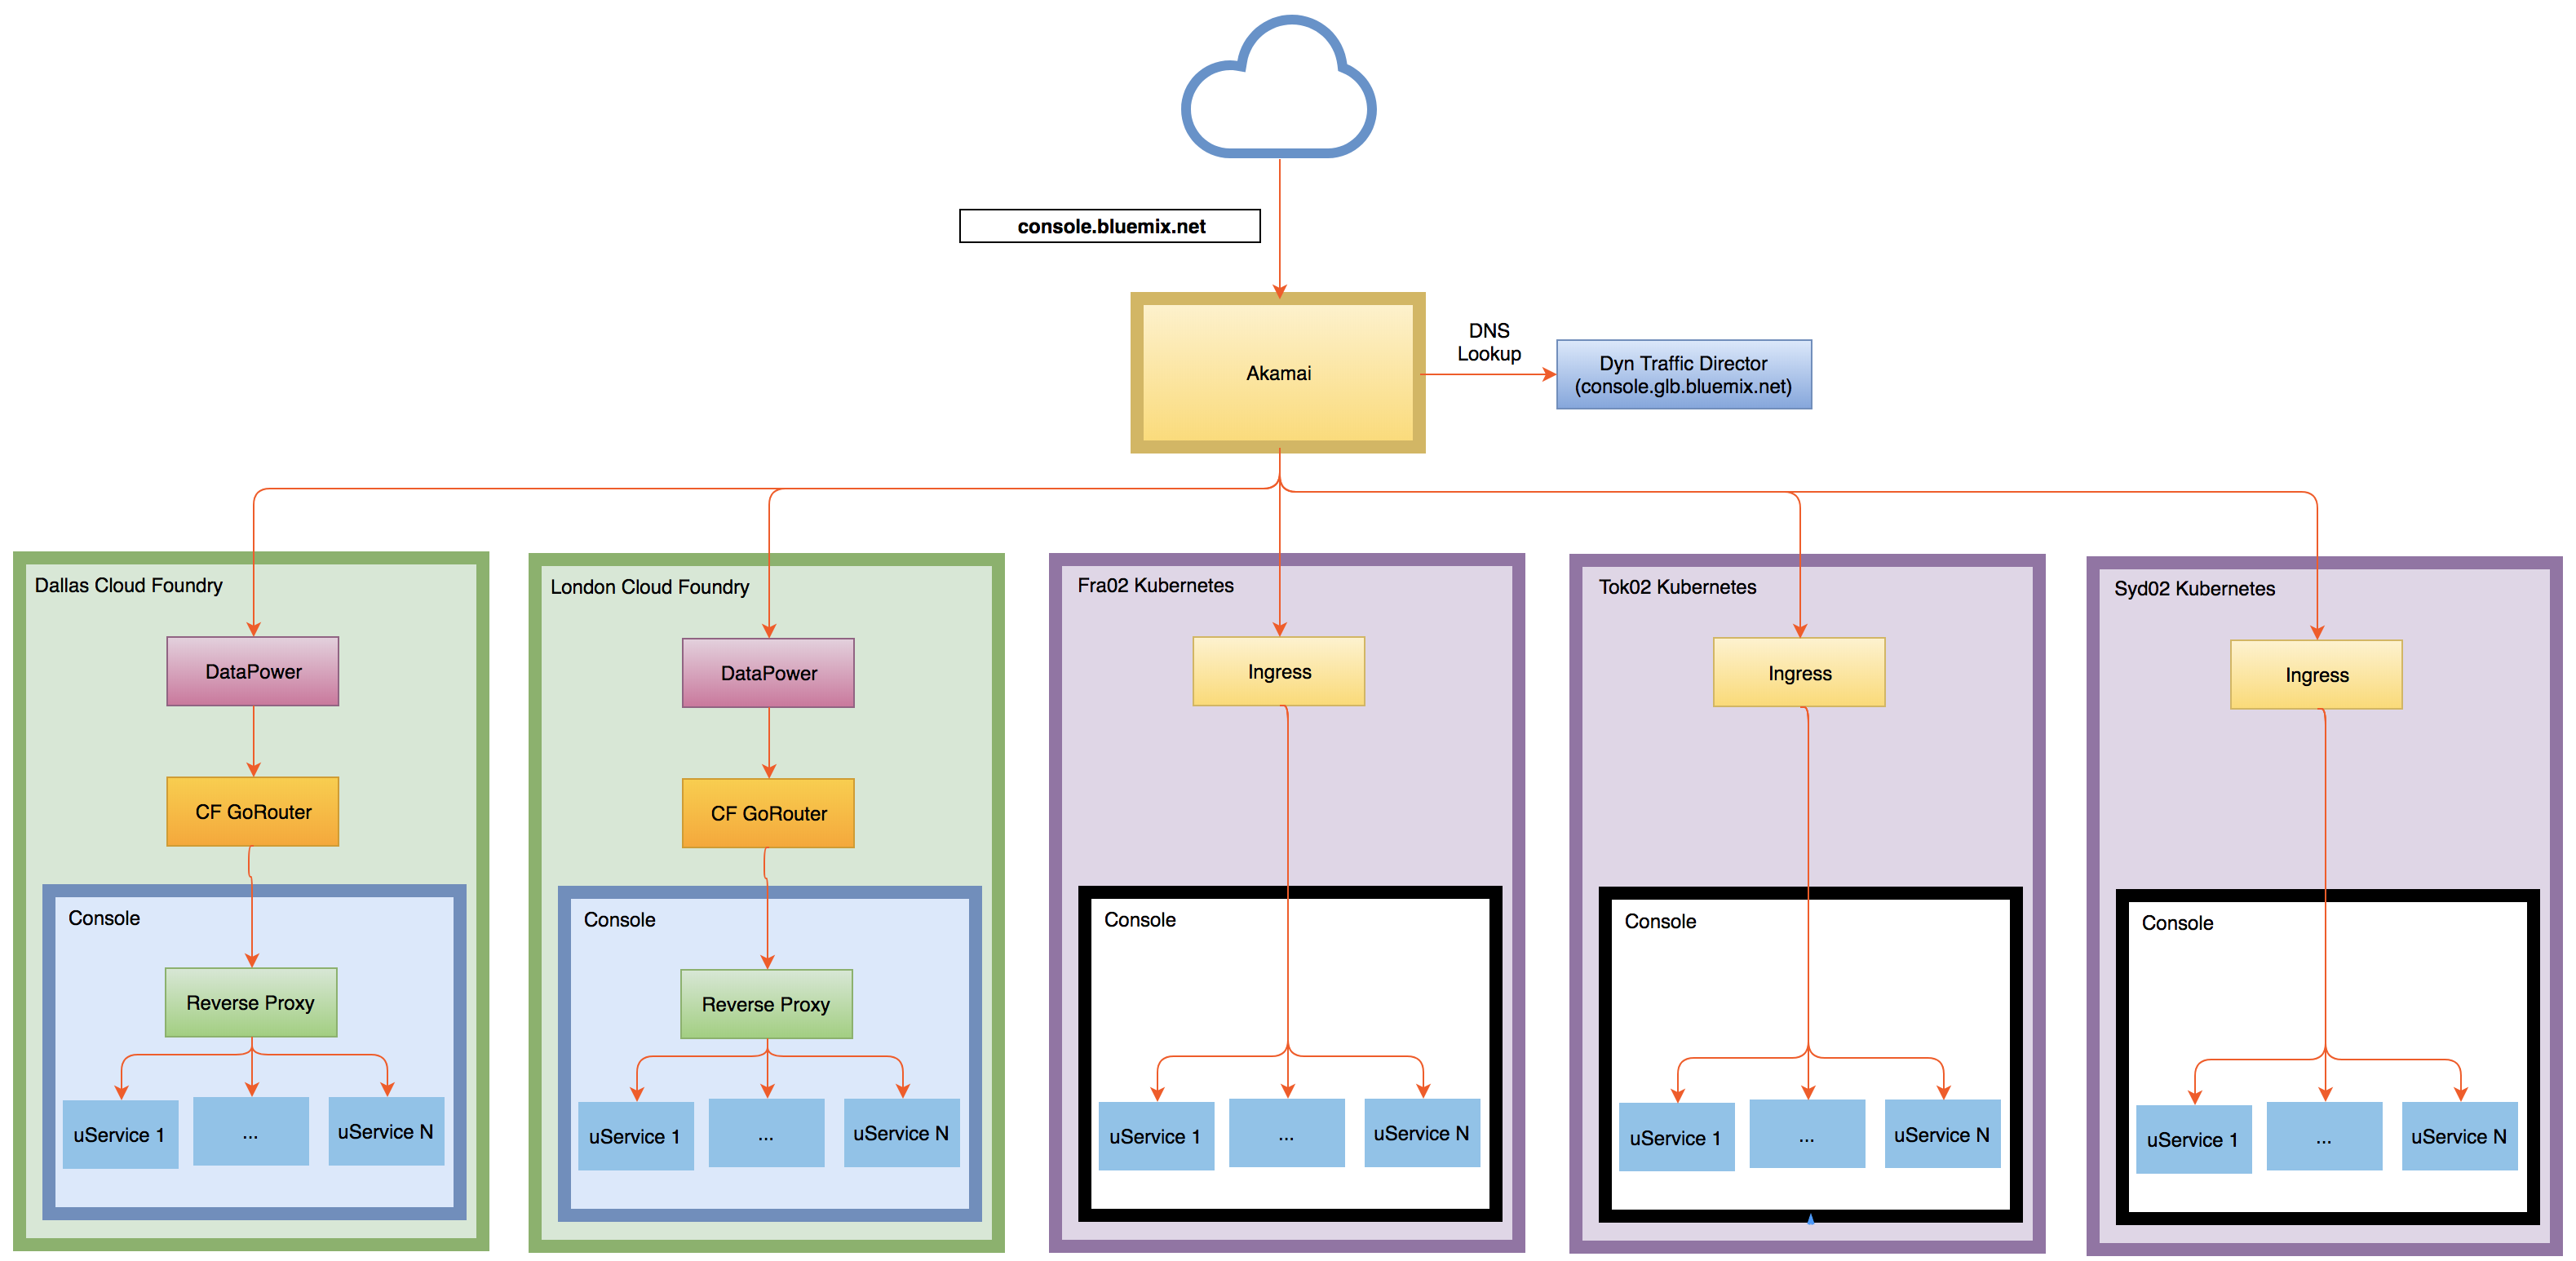 console.bluemix.net
Akamai
DNS
Lookup
Dyn Traffic Director
(console.glb.bluemix.net)
Dallas Cloud Foundry
DataPower
CF GoRouter
Console
Reverse Proxy
uService 1
...
uService N
London Cloud Foundry
DataPower
CF GoRouter
Console
Reverse Proxy
uService 1
...
uService N
Fra02 Kubernetes
Ingress
Console
uService 1
...
uService N
Tok02 Kubernetes
Ingress
Console
uService 1
...
uService N
Syd02 Kubernetes
Ingress
Console
uService 1
...
uService N